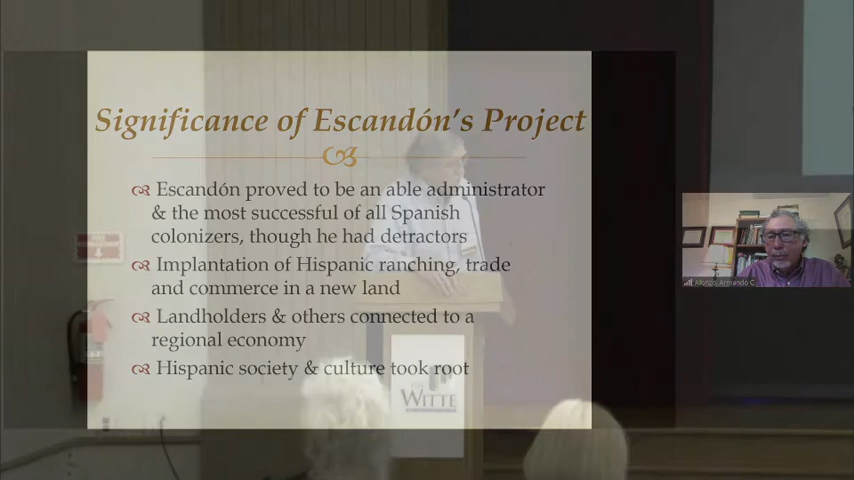 Significance of Escandón's Project
Escandón proved to be an able administrator
& the most successful of all Spanish
colonizers, though he had detractors
Implantation of Hispanic ranching, trade
and commerce in a new land
Landholders & others connected to a
regional economy
Hispanic society & culture took root
WITTE
Alonzo, Armando C.